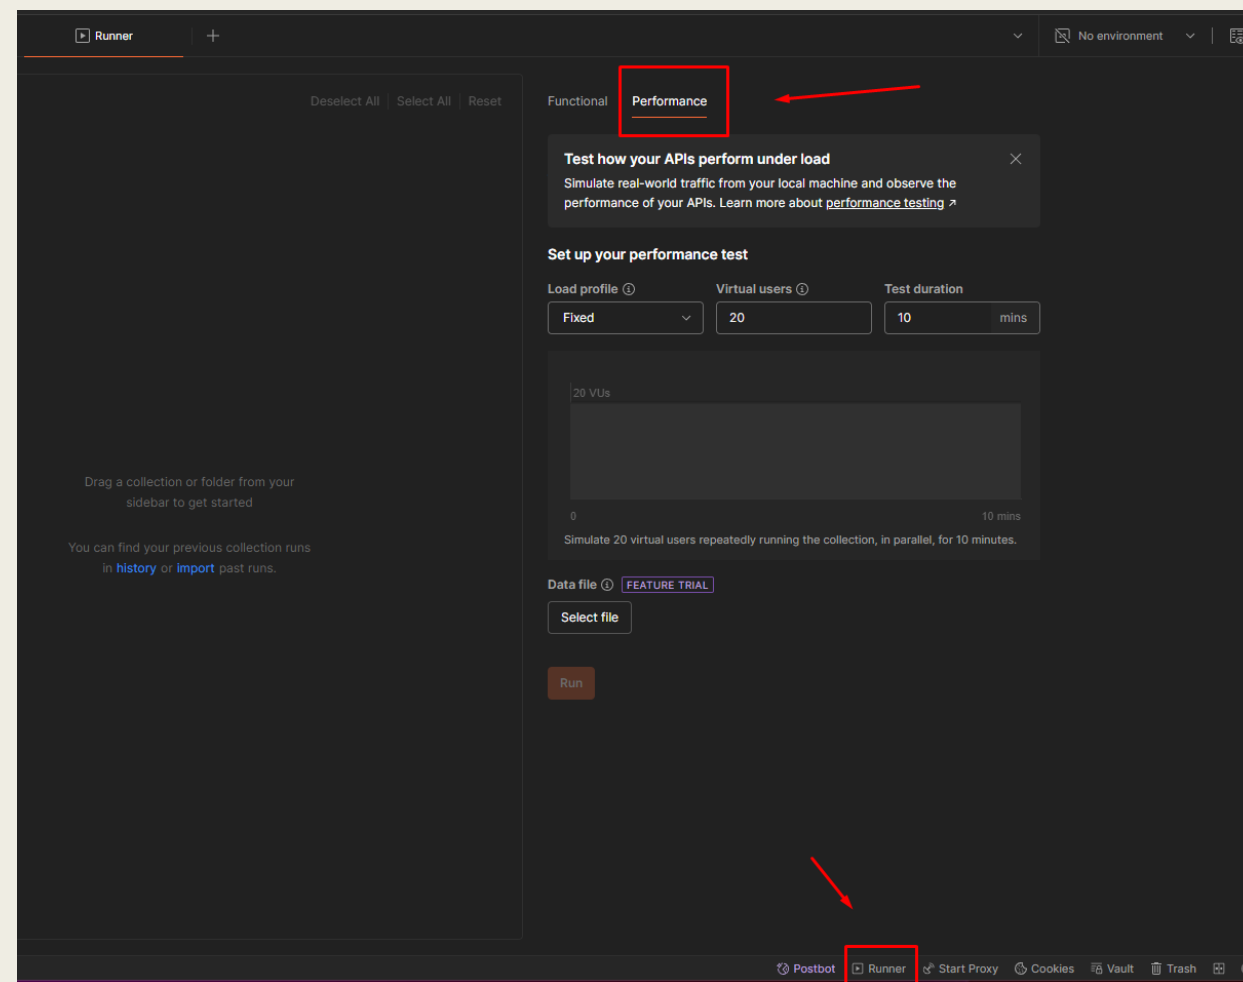 Runner
No environment
Deselect All Select All Reset
Functional Performance
Test how your APIs perform under load
Simulate real-world traffic from your local machine and observe the
performance of your APIs. Learn more about performance testing ↗
Set up your performance test
Load profile Virtual users Test duration
Fixed 20 10 mins
20 VUs
0 10 mins
Simulate 20 virtual users repeatedly running the collection, in parallel, for 10 minutes.
Drag a collection or folder from your
sidebar to get started
You can find your previous collection runs
in history or import past runs.
Data file FEATURE TRIAL
Select file
Run
Postbot Runner Start Proxy Cookies Vault Trash